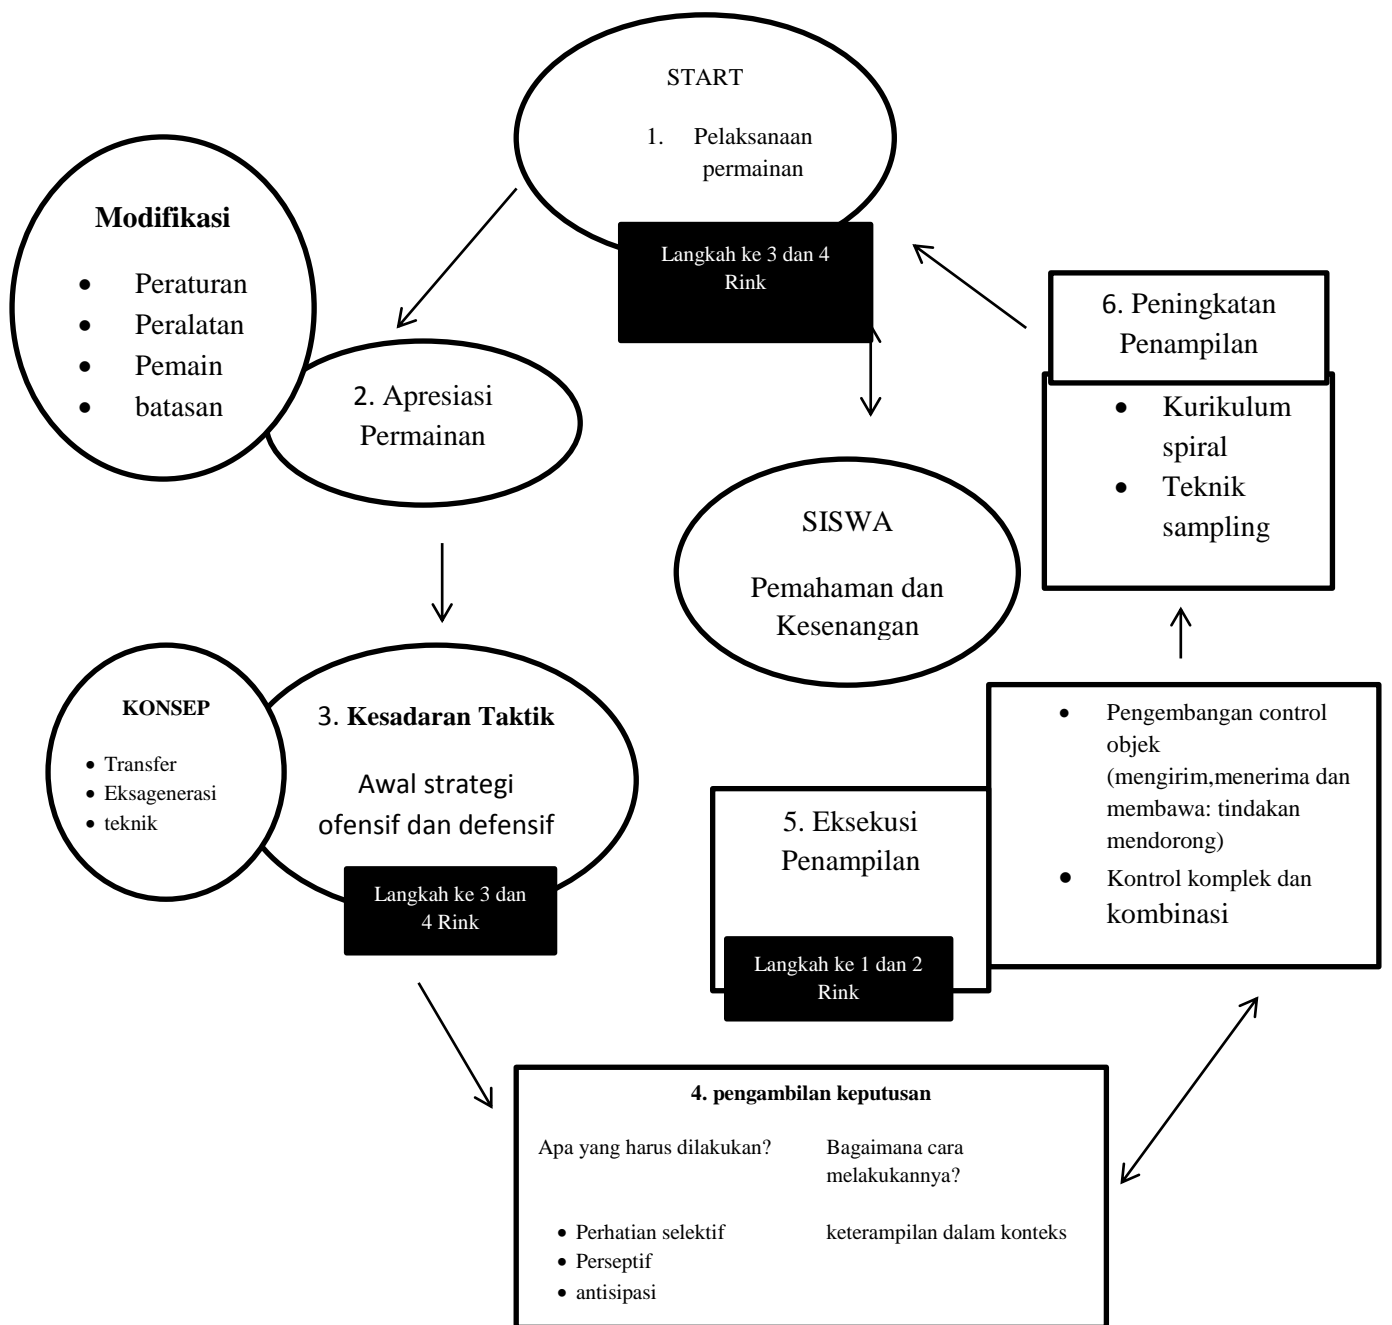 START
1. Pelaksanaan
permainan
Langkah ke 3 dan 4
Rink
Modifikasi
• Peraturan
• Peralatan
• Pemain
• batasan
2. Apresiasi
Permainan
6. Peningkatan
Penampilan
• Kurikulum
spiral
• Teknik
sampling
SISWA
Pemahaman dan
Kesenangan
KONSEP
• Transfer
• Eksagenerasi
• teknik
3. Kesadaran Taktik
Awal strategi
ofensif dan defensif
Langkah ke 3 dan
4 Rink
5. Eksekusi
Penampilan
Langkah ke 1 dan 2
Rink
• Pengembangan control
objek
(mengirim,menerima dan
membawa: tindakan
mendorong)
• Kontrol komplek dan
kombinasi
4. pengambilan keputusan
Apa yang harus dilakukan?
• Perhatian selektif
• Perseptif
• antisipasi
Bagaimana cara
melakukannya?
keterampilan dalam konteks